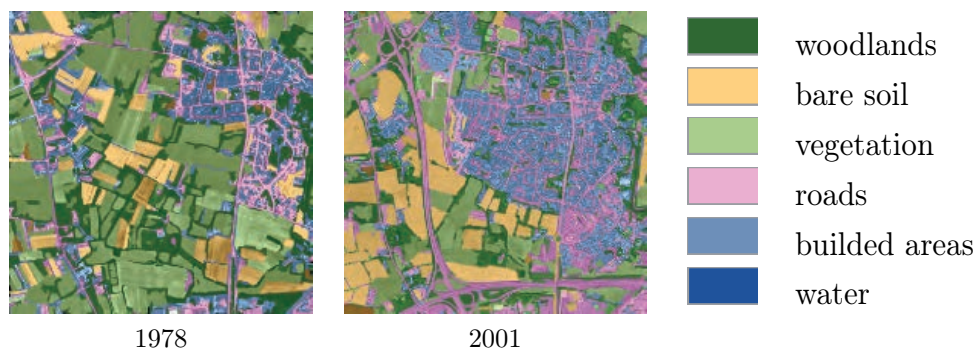 woodlands
bare soil
vegetation
roads
builded areas
water
1978
2001